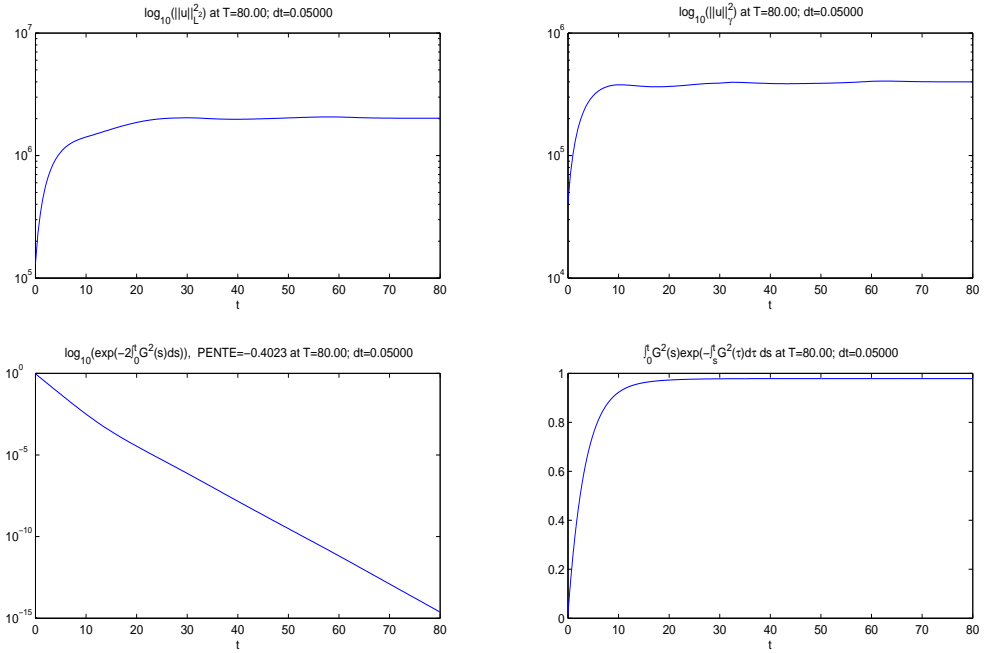 log₁₀(||u||²_L²) at T=80.00; dt=0.05000
10⁷
10⁶
10⁵
0 10 20 30 40 50 60 70 80
t
log₁₀(||u||²_γ) at T=80.00; dt=0.05000
10⁶
10⁵
10⁴
0 10 20 30 40 50 60 70 80
t
log₁₀(exp(-2∫₀ᵗG²(s)ds)), PENTE=-0.4023 at T=80.00; dt=0.05000
10⁰
10⁻⁵
10⁻¹⁰
10⁻¹⁵
0 10 20 30 40 50 60 70 80
t
∫₀ᵗG²(s)exp(-∫ₛᵗG²(τ)dτ ds at T=80.00; dt=0.05000
1
0.8
0.6
0.4
0.2
0
0 10 20 30 40 50 60 70 80
t